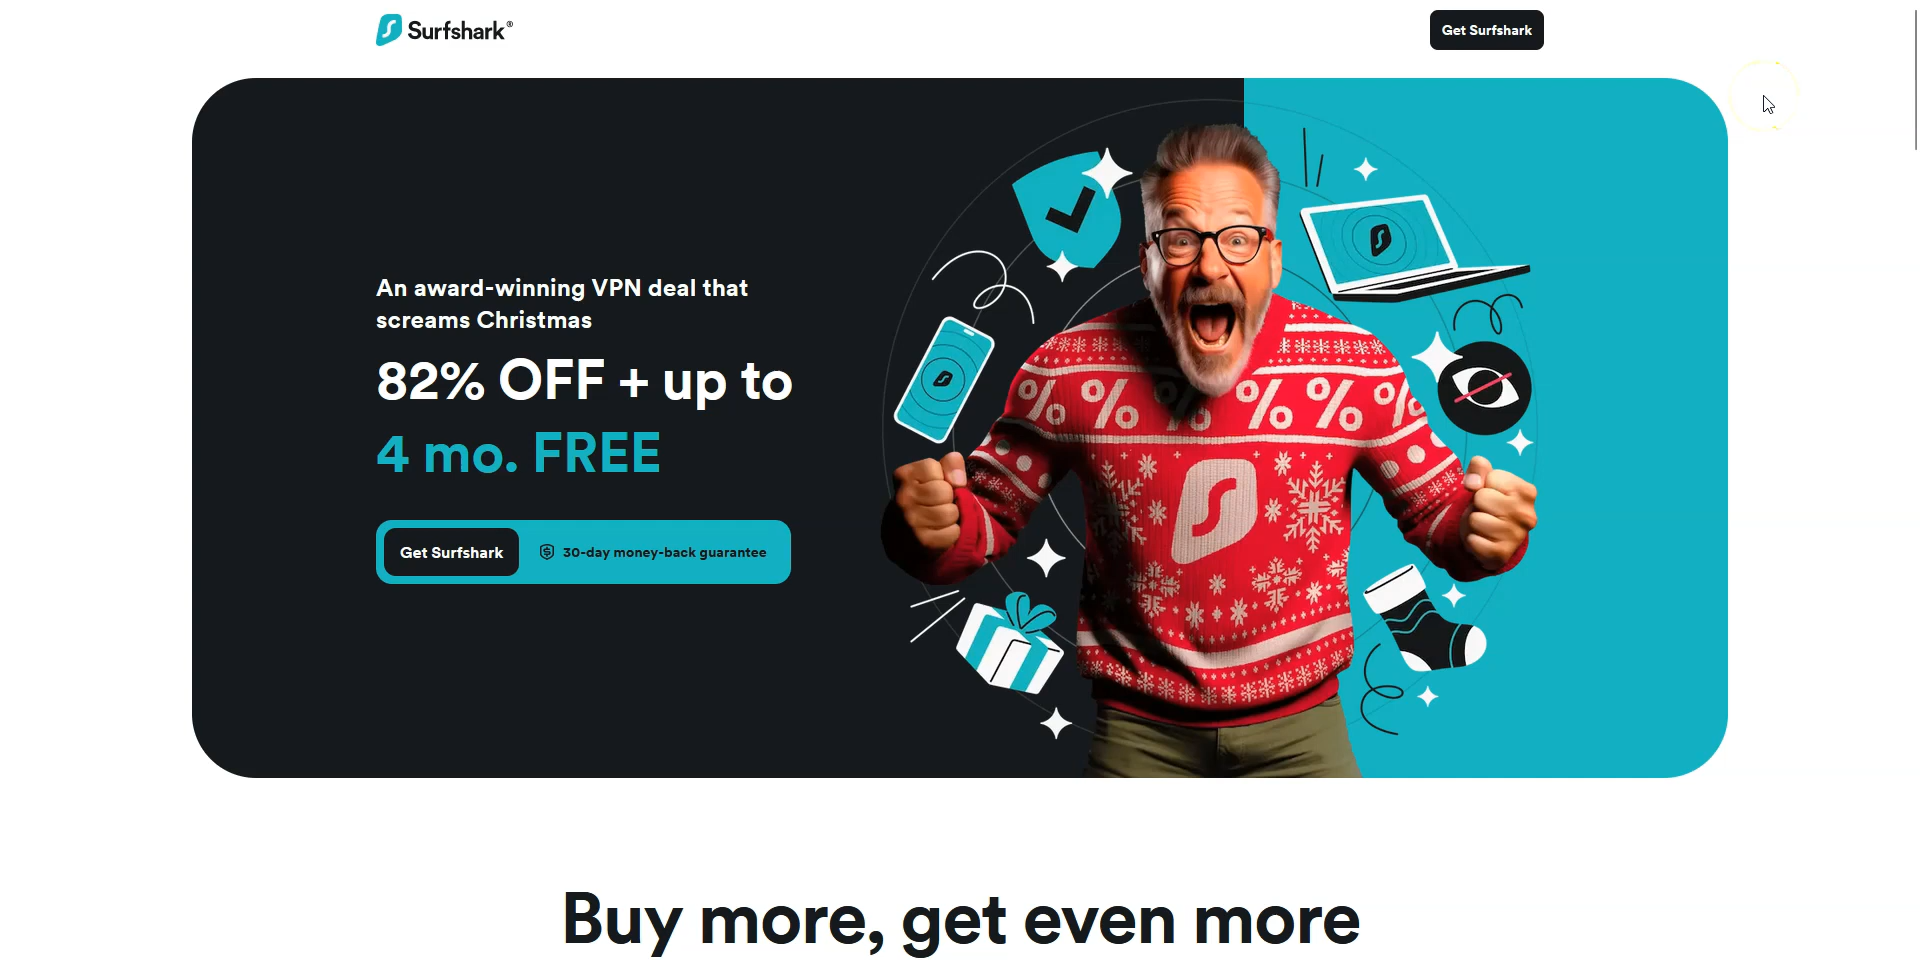 Surfshark®
Get Surfshark
An award-winning VPN deal that
screams Christmas
82% OFF + up to
4 mo. FREE
Get Surfshark
30-day money-back guarantee
% % % % %
Buy more, get even more